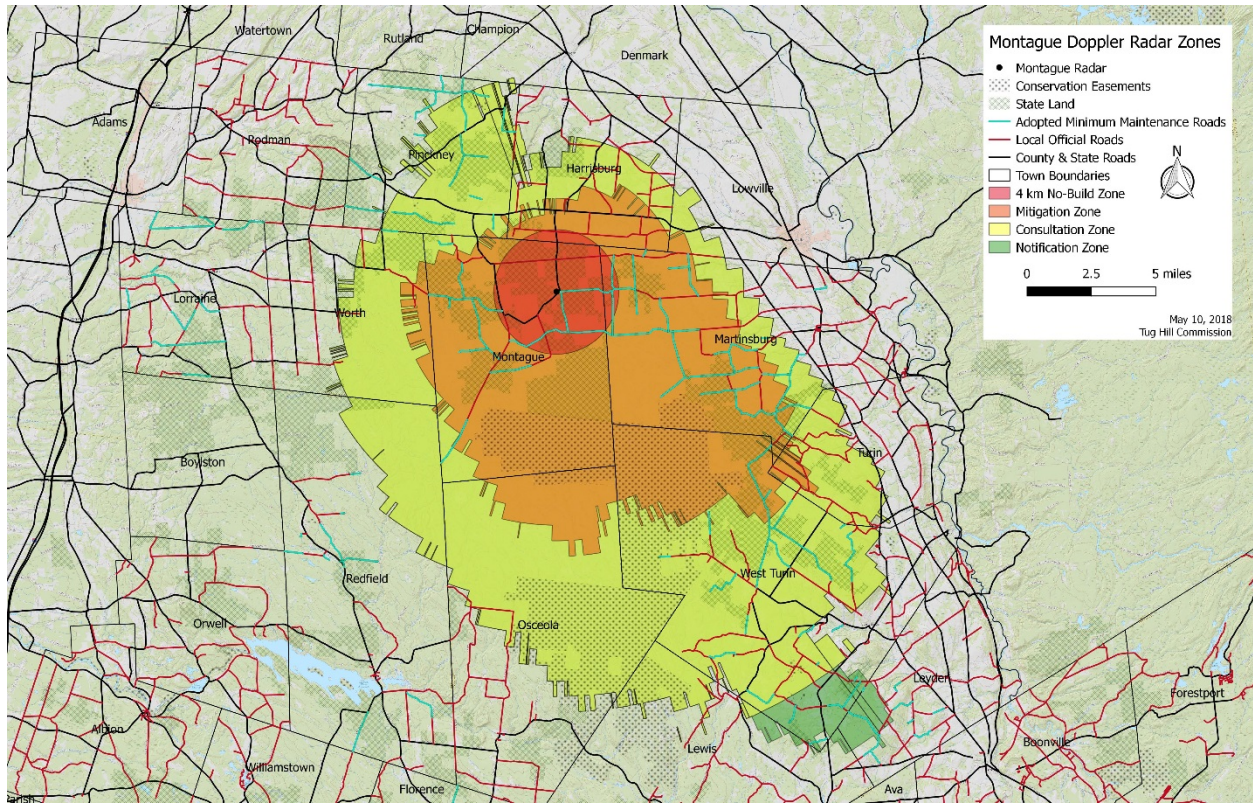 Watertown
Rutland
Champion
Denmark
Adams
Rodman
Pinckney
Harrisburg
Lowville
Lorraine
Worth
Montague
Martinsburg
Boylston
Turin
Redfield
West Turin
Orwell
Osceola
Leyden
Forestport
Albion
Lewis
Boonville
Williamstown
Florence
Ava
Parish
Montague Doppler Radar Zones
Montague Radar
Conservation Easements
State Land
Adopted Minimum Maintenance Roads
Local Official Roads
County & State Roads
Town Boundaries
4 km No-Build Zone
Mitigation Zone
Consultation Zone
Notification Zone
N
0 2.5 5 miles
May 10, 2018
Tug Hill Commission